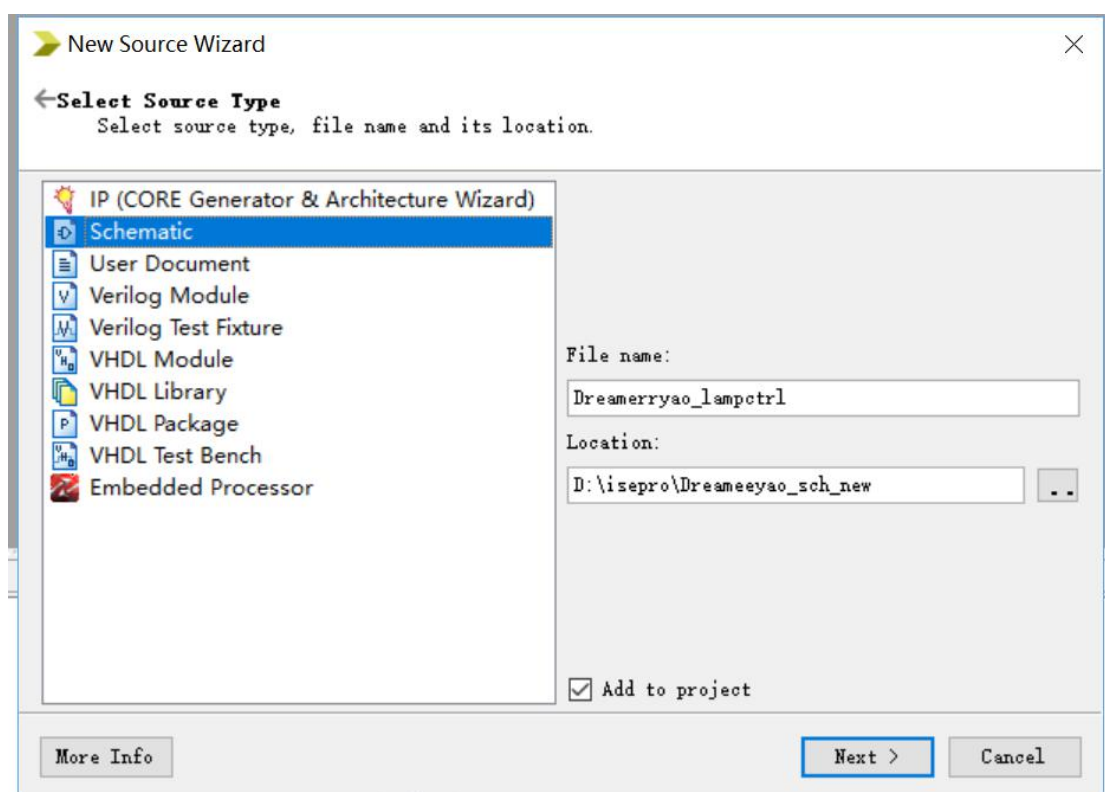 New Source Wizard
Select Source Type
Select source type, file name and its location.
IP (CORE Generator & Architecture Wizard)
Schematic
User Document
Verilog Module
Verilog Test Fixture
VHDL Module
VHDL Library
VHDL Package
VHDL Test Bench
Embedded Processor
File name:
Dreamerryao_lampctrl
Location:
D:\isepro\Dreameeyao_sch_new
..
Add to project
More Info
Next >
Cancel